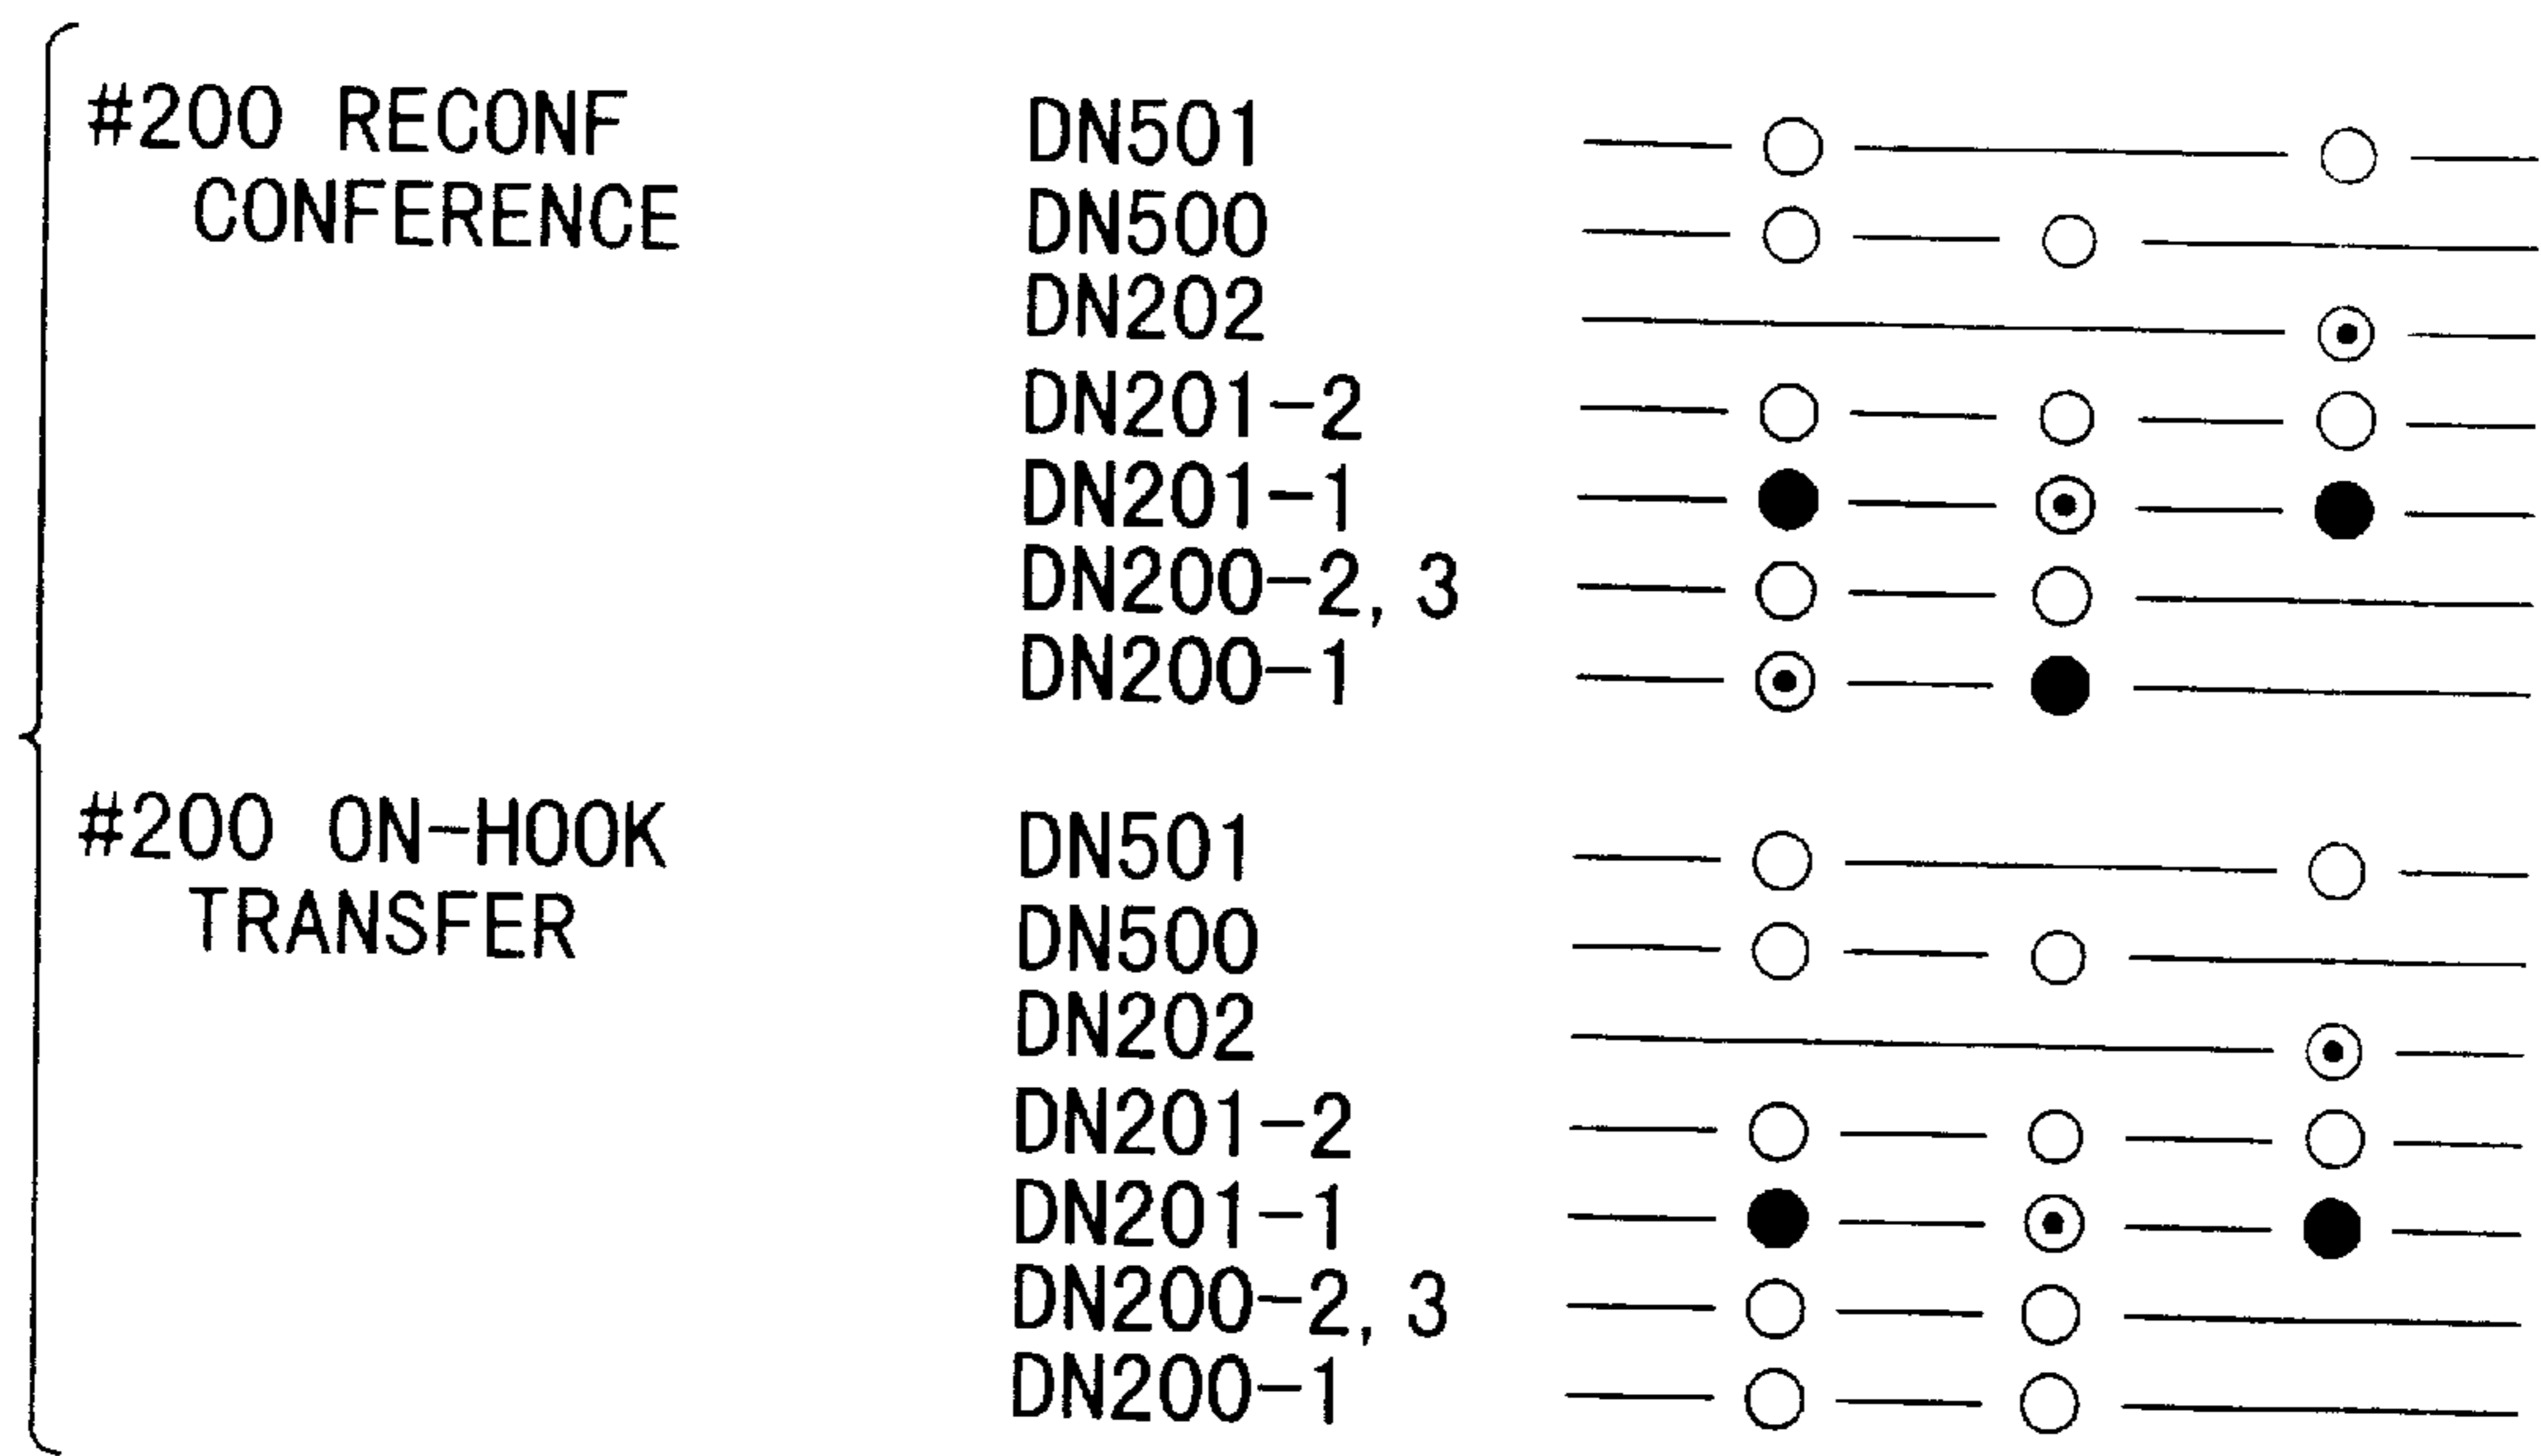 #200 RECONF
CONFERENCE
DN501
DN500
DN202
DN201-2
DN201-1
DN200-2, 3
DN200-1
#200 ON-HOOK
TRANSFER
DN501
DN500
DN202
DN201-2
DN201-1
DN200-2, 3
DN200-1